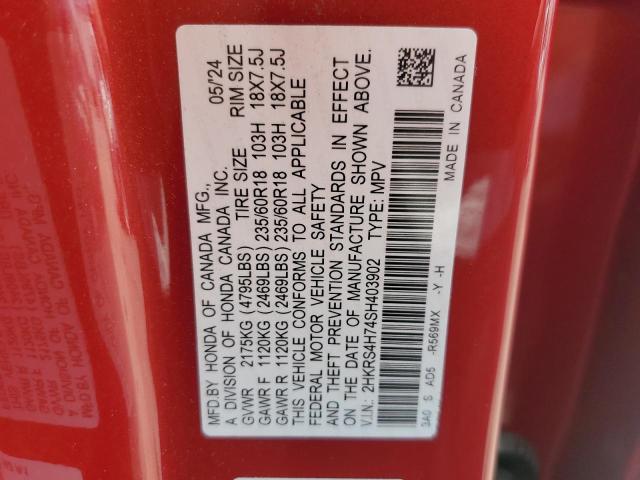 MFD.BY HONDA OF CANADA MFG., 05/'24
A DIVISION OF HONDA CANADA INC.
GVWR 2175KG (4795LBS) TIRE SIZE RIM SIZE
GAWR F 1120KG (2469LBS) 235/60R18 103H 18X7.5J
GAWR R 1120KG (2469LBS) 235/60R18 103H 18X7.5J
THIS VEHICLE CONFORMS TO ALL APPLICABLE
FEDERAL MOTOR VEHICLE SAFETY
AND THEFT PREVENTION STANDARDS IN EFFECT
ON THE DATE OF MANUFACTURE SHOWN ABOVE.
V.I.N.: 2HKRS4H74SH403902 TYPE: MPV
3A0 S AD5 -R569MX -Y -H MADE IN CANADA